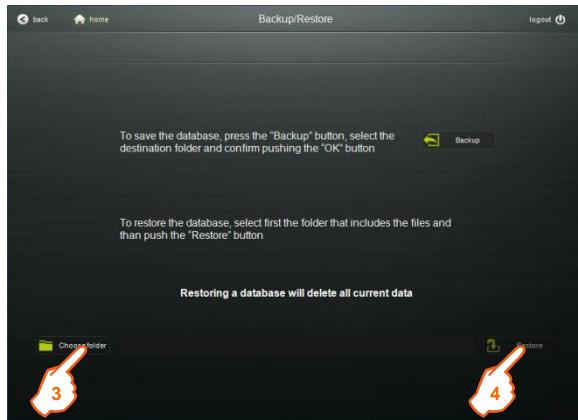 back home Backup/Restore logout
To save the database, press the "Backup" button, select the
destination folder and confirm pushing the "OK" button
Backup
To restore the database, select first the folder that includes the files and
than push the "Restore" button
Restoring a database will delete all current data
Choose folder
Restore
3
4